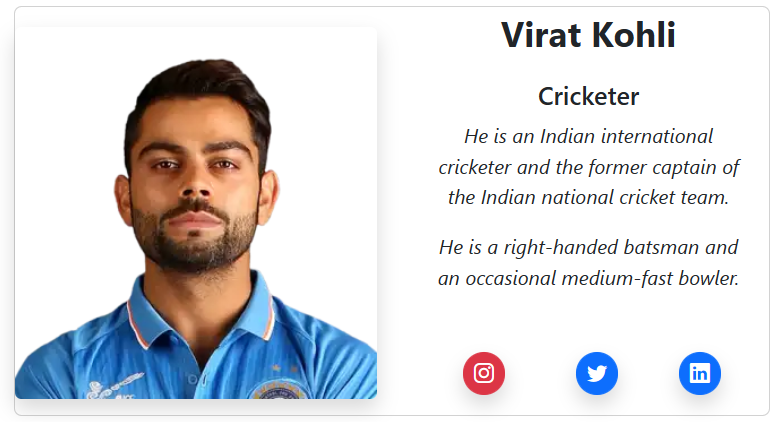 Virat Kohli
Cricketer
He is an Indian international
cricketer and the former captain of
the Indian national cricket team.
He is a right-handed batsman and
an occasional medium-fast bowler.
in